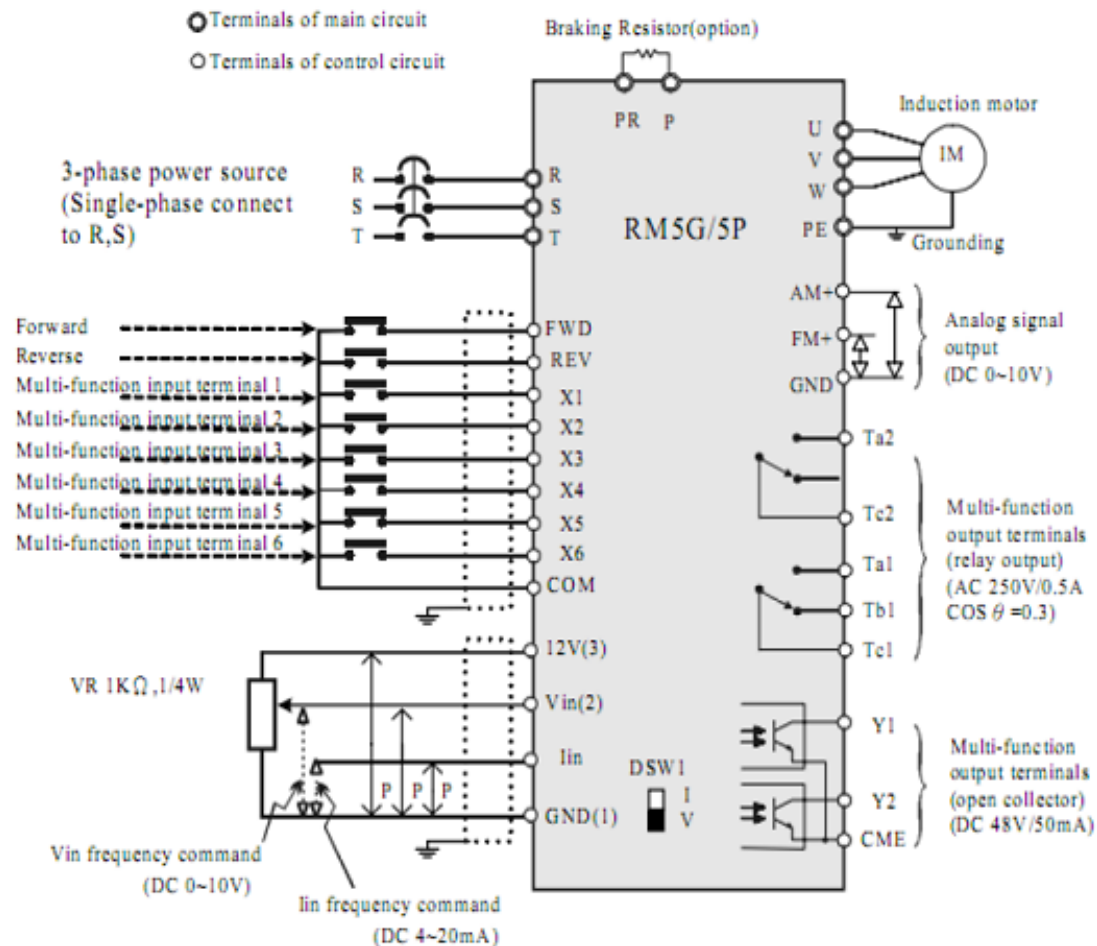 Terminals of main circuit
Terminals of control circuit
Braking Resistor(option)
PR P
Induction motor
U
V
W
IM
PE
Grounding
3-phase power source
(Single-phase connect
to R,S)
R
S
T
R
S
T
RM5G/5P
AM+
FM+
GND
Analog signal
output
(DC 0~10V)
Forward
Reverse
Multi-function input terminal 1
Multi-function input terminal 2
Multi-function input terminal 3
Multi-function input terminal 4
Multi-function input terminal 5
Multi-function input terminal 6
FWD
REV
X1
X2
X3
X4
X5
X6
COM
Ta2
Tc2
Ta1
Tb1
Tc1
Multi-function
output terminals
(relay output)
(AC 250V/0.5A
COS θ =0.3)
VR 1KΩ,1/4W
12V(3)
Vin(2)
Iin
GND(1)
P P P
DSW1
I
V
Y1
Y2
CME
Multi-function
output terminals
(open collector)
(DC 48V/50mA)
Vin frequency command
(DC 0~10V)
Iin frequency command
(DC 4~20mA)